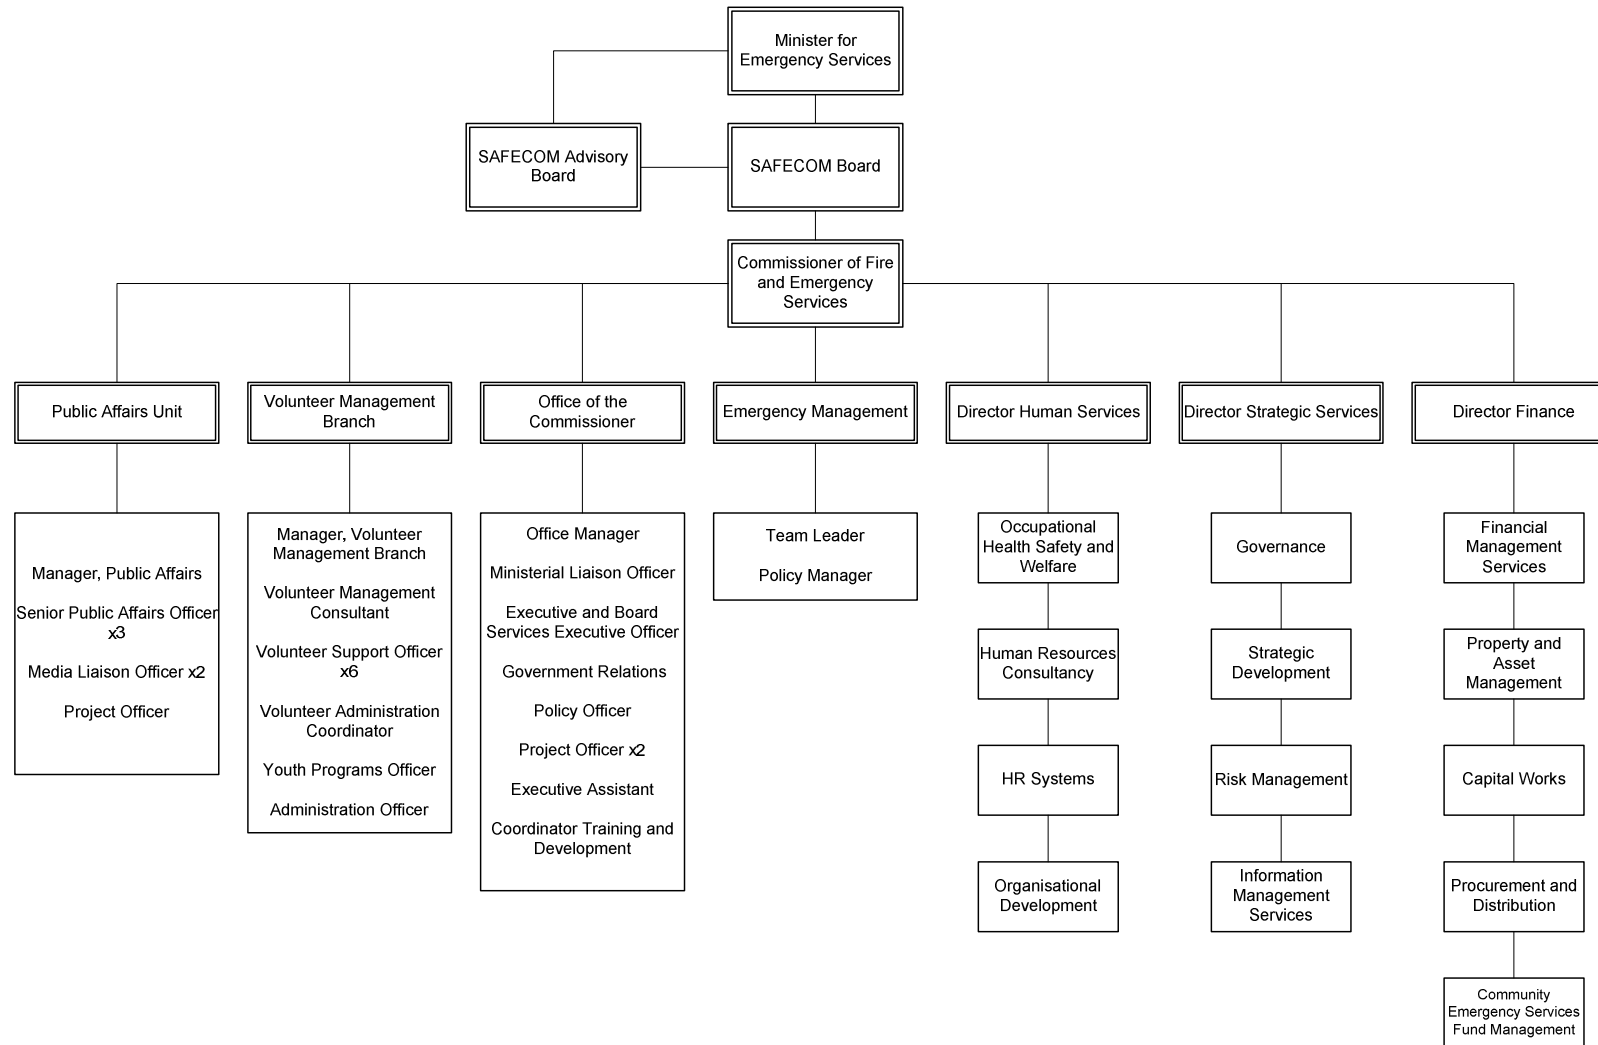 Minister for
Emergency Services
SAFECOM Advisory
Board
SAFECOM Board
Commissioner of Fire
and Emergency
Services
Public Affairs Unit
Volunteer Management
Branch
Office of the
Commissioner
Emergency Management
Director Human Services
Director Strategic Services
Director Finance
Manager, Public Affairs
Senior Public Affairs Officer
x3
Media Liaison Officer x2
Project Officer
Manager, Volunteer
Management Branch
Volunteer Management
Consultant
Volunteer Support Officer
x6
Volunteer Administration
Coordinator
Youth Programs Officer
Administration Officer
Office Manager
Ministerial Liaison Officer
Executive and Board
Services Executive Officer
Government Relations
Policy Officer
Project Officer x2
Executive Assistant
Coordinator Training and
Development
Team Leader
Policy Manager
Occupational
Health Safety and
Welfare
Human Resources
Consultancy
HR Systems
Organisational
Development
Governance
Strategic
Development
Risk Management
Information
Management
Services
Financial
Management
Services
Property and
Asset
Management
Capital Works
Procurement and
Distribution
Community
Emergency Services
Fund Management